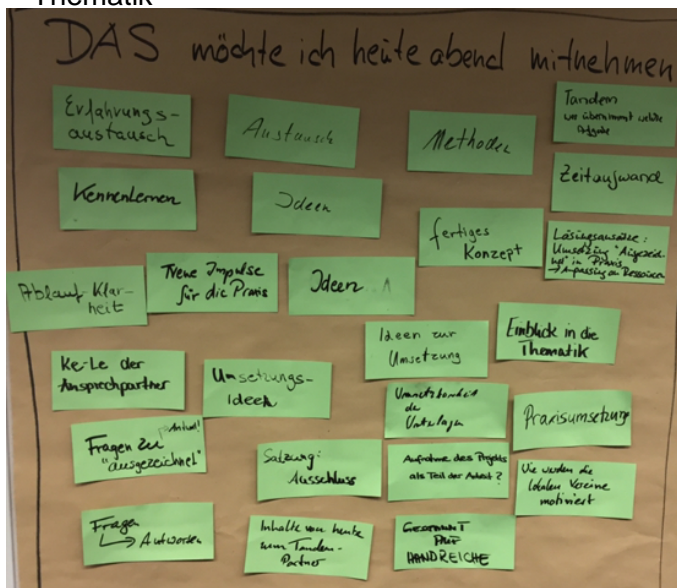 Thematik
DAS möchte ich heute abend mitnehmen
Erfahrungs-
austausch
Austausch
Methoden
Tandem
wer übernimmt welche
Aufgabe
Kennenlernen
Ideen
Zeitaufwand
fertiges
Konzept
Lösungsansätze:
Umsetzung "Ausgezeich
net" in Praxis
→ Anpassung an Ressourcen
Ablauf-Klar-
heit
Neue Impulse
für die Praxis
Ideen
Ideen zur
Umsetzung
Einblick in die
Thematik
Ke-Le der
Ansprechpartner
Umsetzungs-
Ideen
der
Unterlagen
Praxisumsetzung
Fragen zu
"ausgezeichnet"
Satzung:
Ausschluss
Aufnahme des Projekts
als Teil der Arbeit?
Wie werden die
lokalen Vereine
motiviert
Fragen
→ Antworten
Inhalte von heute
zum Tandem-
Partner
GESPANNT
AUF
HANDREICHE